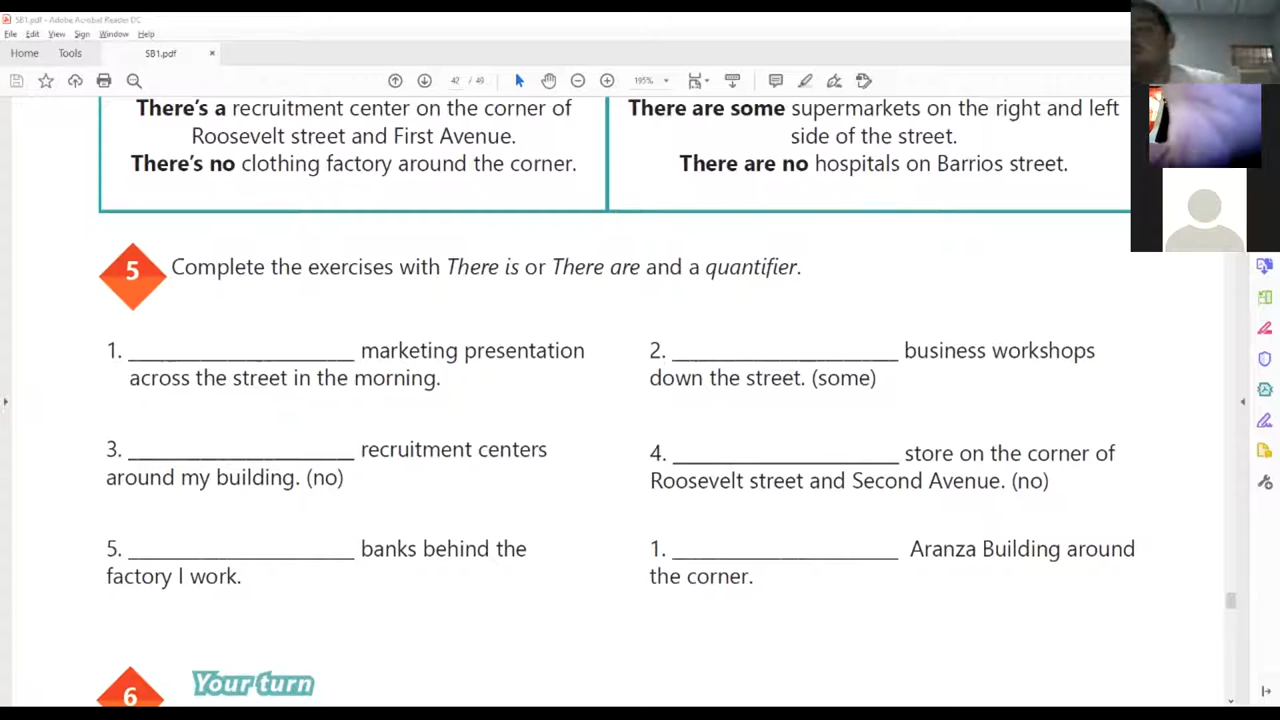 SB1.pdf - Adobe Acrobat Reader DC
File Edit View Sign Window Help
Home Tools SB1.pdf ×
42 / 49 195%
There's a recruitment center on the corner of
Roosevelt street and First Avenue.
There's no clothing factory around the corner.
There are some supermarkets on the right and left
side of the street.
There are no hospitals on Barrios street.
5 Complete the exercises with There is or There are and a quantifier.
1. ____________________ marketing presentation
across the street in the morning.
2. ____________________ business workshops
down the street. (some)
3. ____________________ recruitment centers
around my building. (no)
4. ____________________ store on the corner of
Roosevelt street and Second Avenue. (no)
5. ____________________ banks behind the
factory I work.
1. ____________________ Aranza Building around
the corner.
6 Your turn